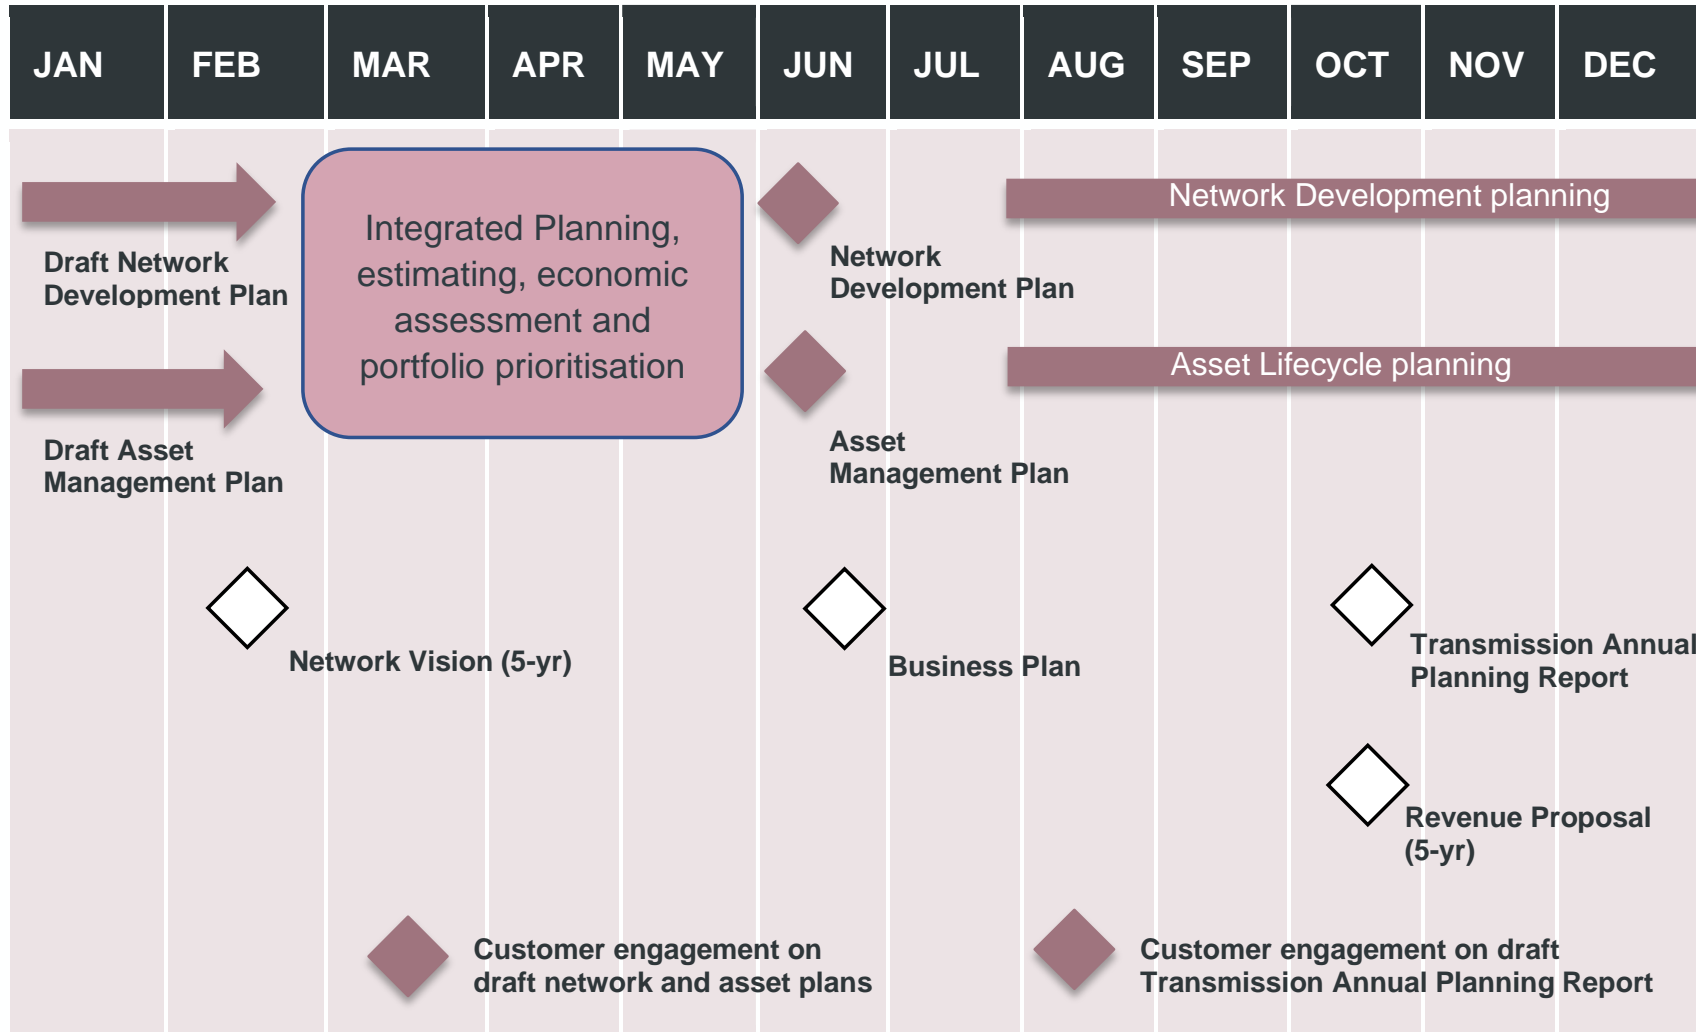 JAN FEB MAR APR MAY JUN JUL AUG SEP OCT NOV DEC
Draft Network
Development Plan
Integrated Planning,
estimating, economic
assessment and
portfolio prioritisation
Network
Development Plan
Network Development planning
Draft Asset
Management Plan
Asset
Management Plan
Asset Lifecycle planning
Network Vision (5-yr)
Business Plan
Transmission Annual
Planning Report
Revenue Proposal
(5-yr)
Customer engagement on
draft network and asset plans
Customer engagement on draft
Transmission Annual Planning Report